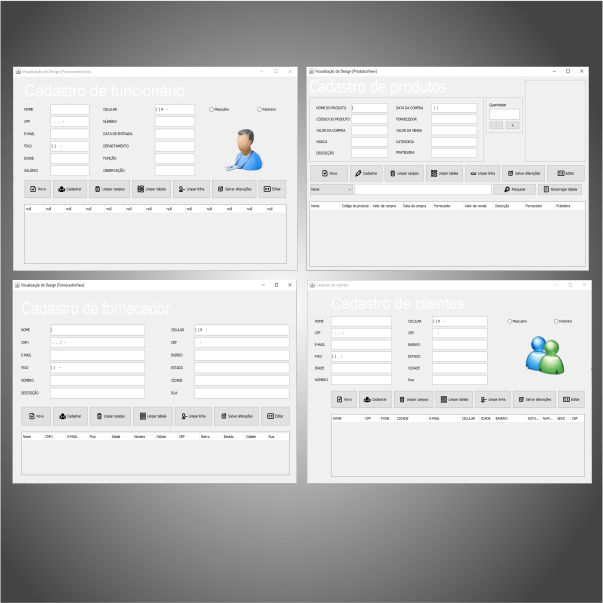 Visualização do Design [FuncionarioView]
Cadastro de funcionário
NOME CELULAR ( ) 9 - Masculino Feminino
CPF . . - NÚMERO
E-MAIL DATA DE ENTRADA
FIXO ( ) - DEPARTAMENTO
IDADE FUNÇÃO
SALÁRIO OBSERVAÇÃO
Novo Cadastrar Limpar campos Limpar tabela Limpar linha Salvar alterações Editar
null null null null null null null null null null null null null
Visualização do Design [ProdutosView]
Cadastro de produtos
NOME DO PRODUTO DATA DA COMPRA / / Quantidade
CÓDIGO DO PRODUTO FORNECEDOR
VALOR DA COMPRA VALOR DA VENDA - +
MARCA CATEGORIA
DESCRIÇÃO PRATELEIRA
Novo Cadastrar Limpar campos Limpar tabela Limpar linha Salvar alterações Editar
Nome Pesquisar Recarregar tabela
Nome Código do produto Valor da compra Data da compra Fornecedor Valor da venda Descrição Fornecedor Prateleira
Visualização do Design [FornecedorView]
Cadastro de fornecedor
NOME CELULAR ( ) 9 -
CNPJ . . / - CEP -
E-MAIL BAIRRO
FIXO ( ) - ESTADO
NÚMERO CIDADE
DESCRIÇÃO RUA
Novo Cadastrar Limpar campos Limpar tabela Limpar linha Salvar alterações Editar
Nome CNPJ E-MAIL Fixo Idade Número Celular CEP Bairro Estado Cidade Rua
Cadastro de clientes
Cadastro de clientes
NOME CELULAR ( ) 9 - Masculino Feminino
CPF . . - CEP -
E-MAIL BAIRRO
FIXO ( ) - ESTADO
IDADE CIDADE
NÚMERO Rua
Novo Cadastrar Limpar campos Limpar tabela Limpar linha Salvar alterações Editar
NOME CPF FONE CIDADE E-MAIL CELULAR IDADE BAIRRO ESTA... NÚM... SEXO CEP